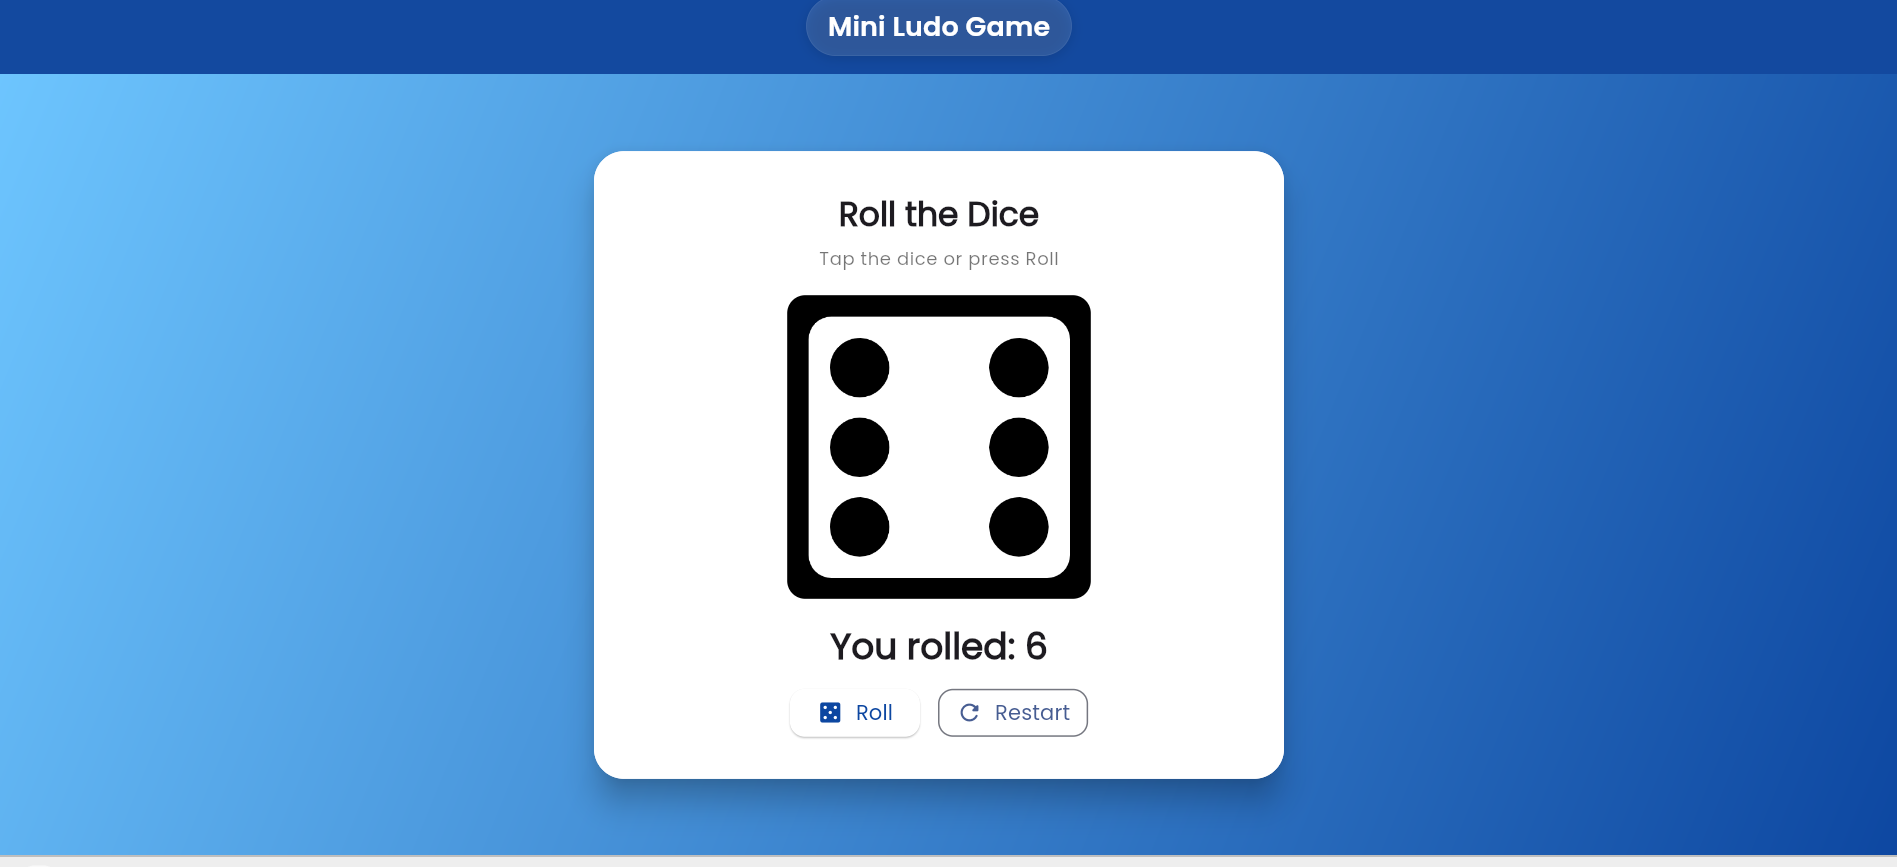 Mini Ludo Game
Roll the Dice
Tap the dice or press Roll
You rolled: 6
Roll
Restart